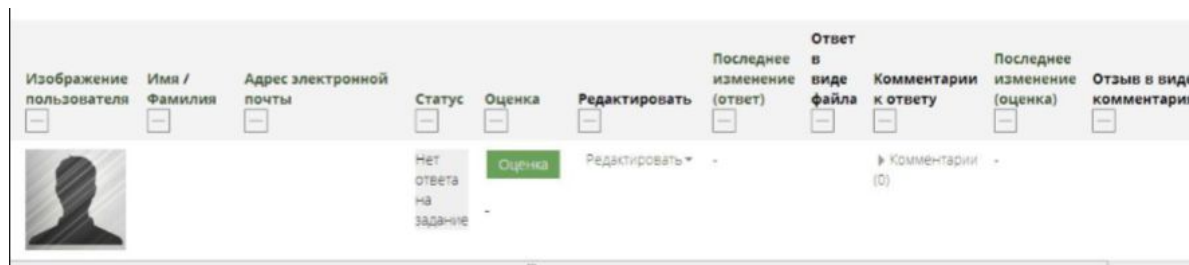 Изображение пользователя
Имя / Фамилия
Адрес электронной почты
Статус
Оценка
Редактировать
Последнее изменение (ответ)
Ответ в виде файла
Комментарии к ответу
Последнее изменение (оценка)
Отзыв в виде
Нет ответа на задание
Оценка
-
Редактировать
-
Комментарии (0)
-